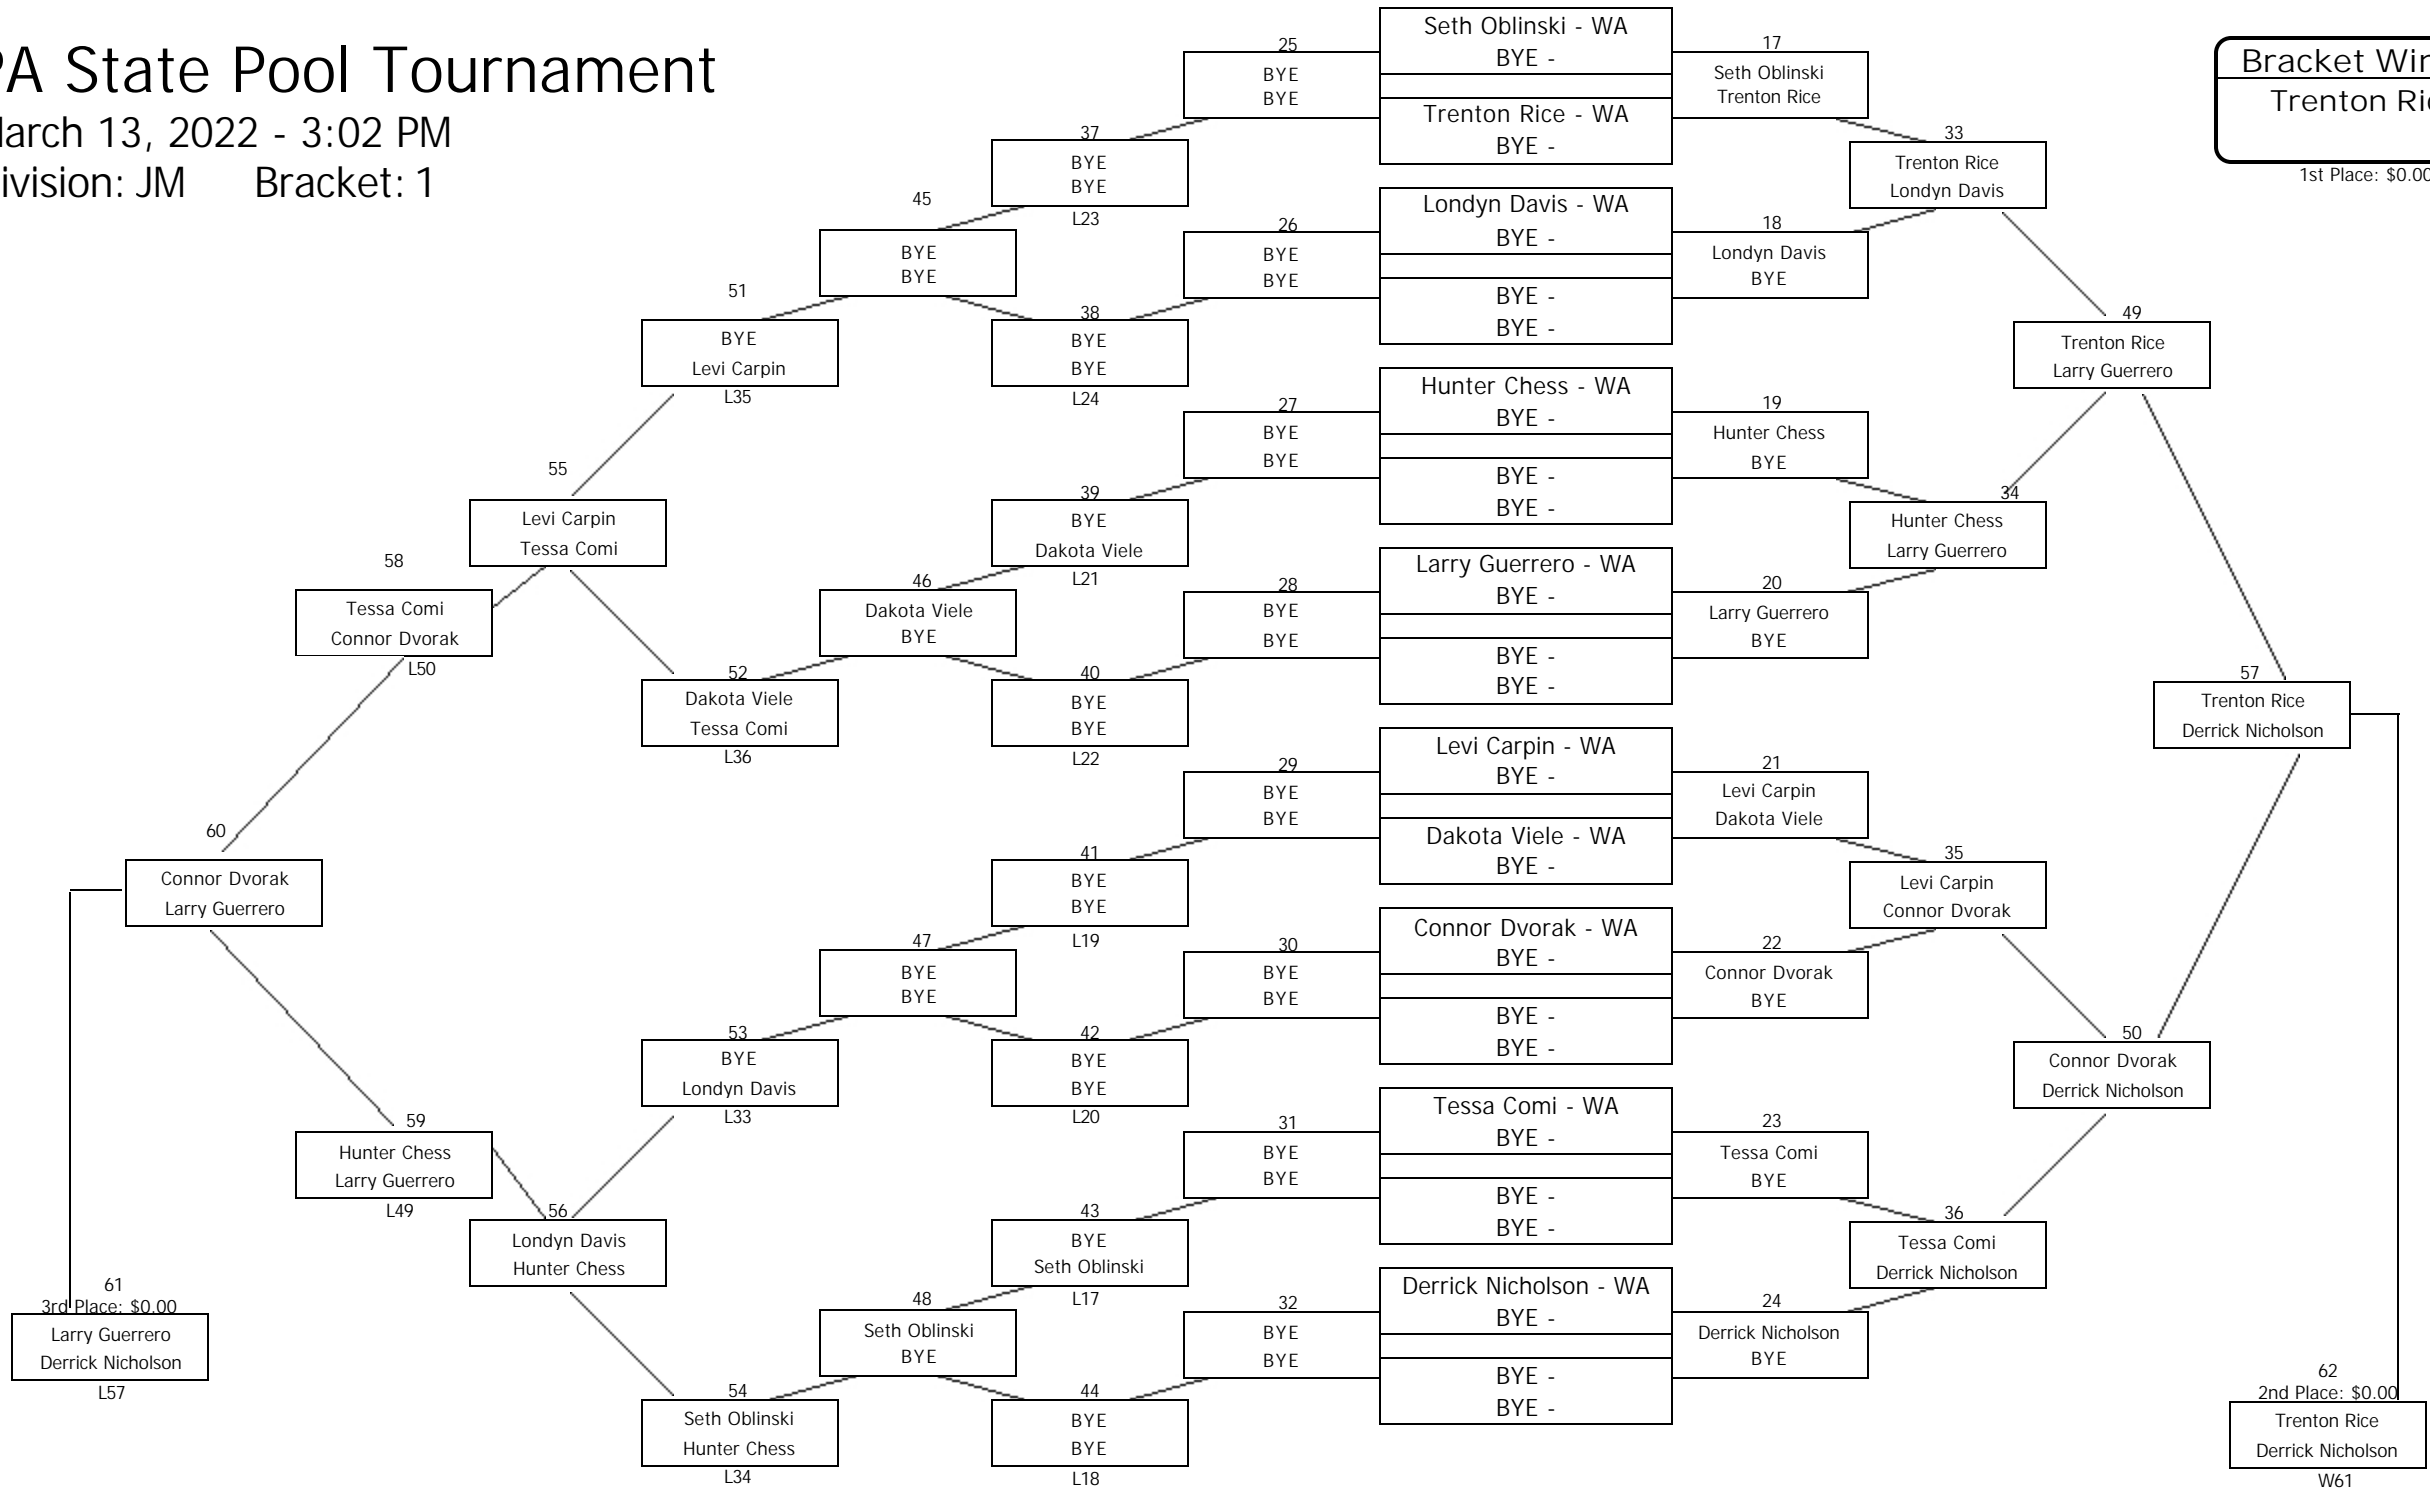 PA State Pool Tournament
March 13, 2022 - 3:02 PM
Division: JM Bracket: 1
Bracket Win
Trenton Ric
1st Place: $0.00
Seth Oblinski - WA
BYE -
Trenton Rice - WA
BYE -
Londyn Davis - WA
BYE -
BYE -
BYE -
Hunter Chess - WA
BYE -
BYE -
BYE -
Larry Guerrero - WA
BYE -
BYE -
BYE -
Levi Carpin - WA
BYE -
Dakota Viele - WA
BYE -
Connor Dvorak - WA
BYE -
BYE -
BYE -
Tessa Comi - WA
BYE -
BYE -
BYE -
Derrick Nicholson - WA
BYE -
BYE -
BYE -
17
Seth Oblinski
Trenton Rice
18
Londyn Davis
BYE
19
Hunter Chess
BYE
20
Larry Guerrero
BYE
21
Levi Carpin
Dakota Viele
22
Connor Dvorak
BYE
23
Tessa Comi
BYE
24
Derrick Nicholson
BYE
33
Trenton Rice
Londyn Davis
34
Hunter Chess
Larry Guerrero
35
Levi Carpin
Connor Dvorak
36
Tessa Comi
Derrick Nicholson
49
Trenton Rice
Larry Guerrero
50
Connor Dvorak
Derrick Nicholson
57
Trenton Rice
Derrick Nicholson
62
2nd Place: $0.00
Trenton Rice
Derrick Nicholson
W61
25
BYE
BYE
26
BYE
BYE
27
BYE
BYE
28
BYE
BYE
29
BYE
BYE
30
BYE
BYE
31
BYE
BYE
32
BYE
BYE
37
BYE
BYE
L23
38
BYE
BYE
L24
39
BYE
Dakota Viele
L21
40
BYE
BYE
L22
41
BYE
BYE
L19
42
BYE
BYE
L20
43
BYE
Seth Oblinski
L17
44
BYE
BYE
L18
45
BYE
BYE
46
Dakota Viele
BYE
47
BYE
BYE
48
Seth Oblinski
BYE
51
BYE
Levi Carpin
L35
52
Dakota Viele
Tessa Comi
L36
53
BYE
Londyn Davis
L33
54
Seth Oblinski
Hunter Chess
L34
55
Levi Carpin
Tessa Comi
56
Londyn Davis
Hunter Chess
58
Tessa Comi
Connor Dvorak
L50
59
Hunter Chess
Larry Guerrero
L49
60
Connor Dvorak
Larry Guerrero
61
3rd Place: $0.00
Larry Guerrero
Derrick Nicholson
L57